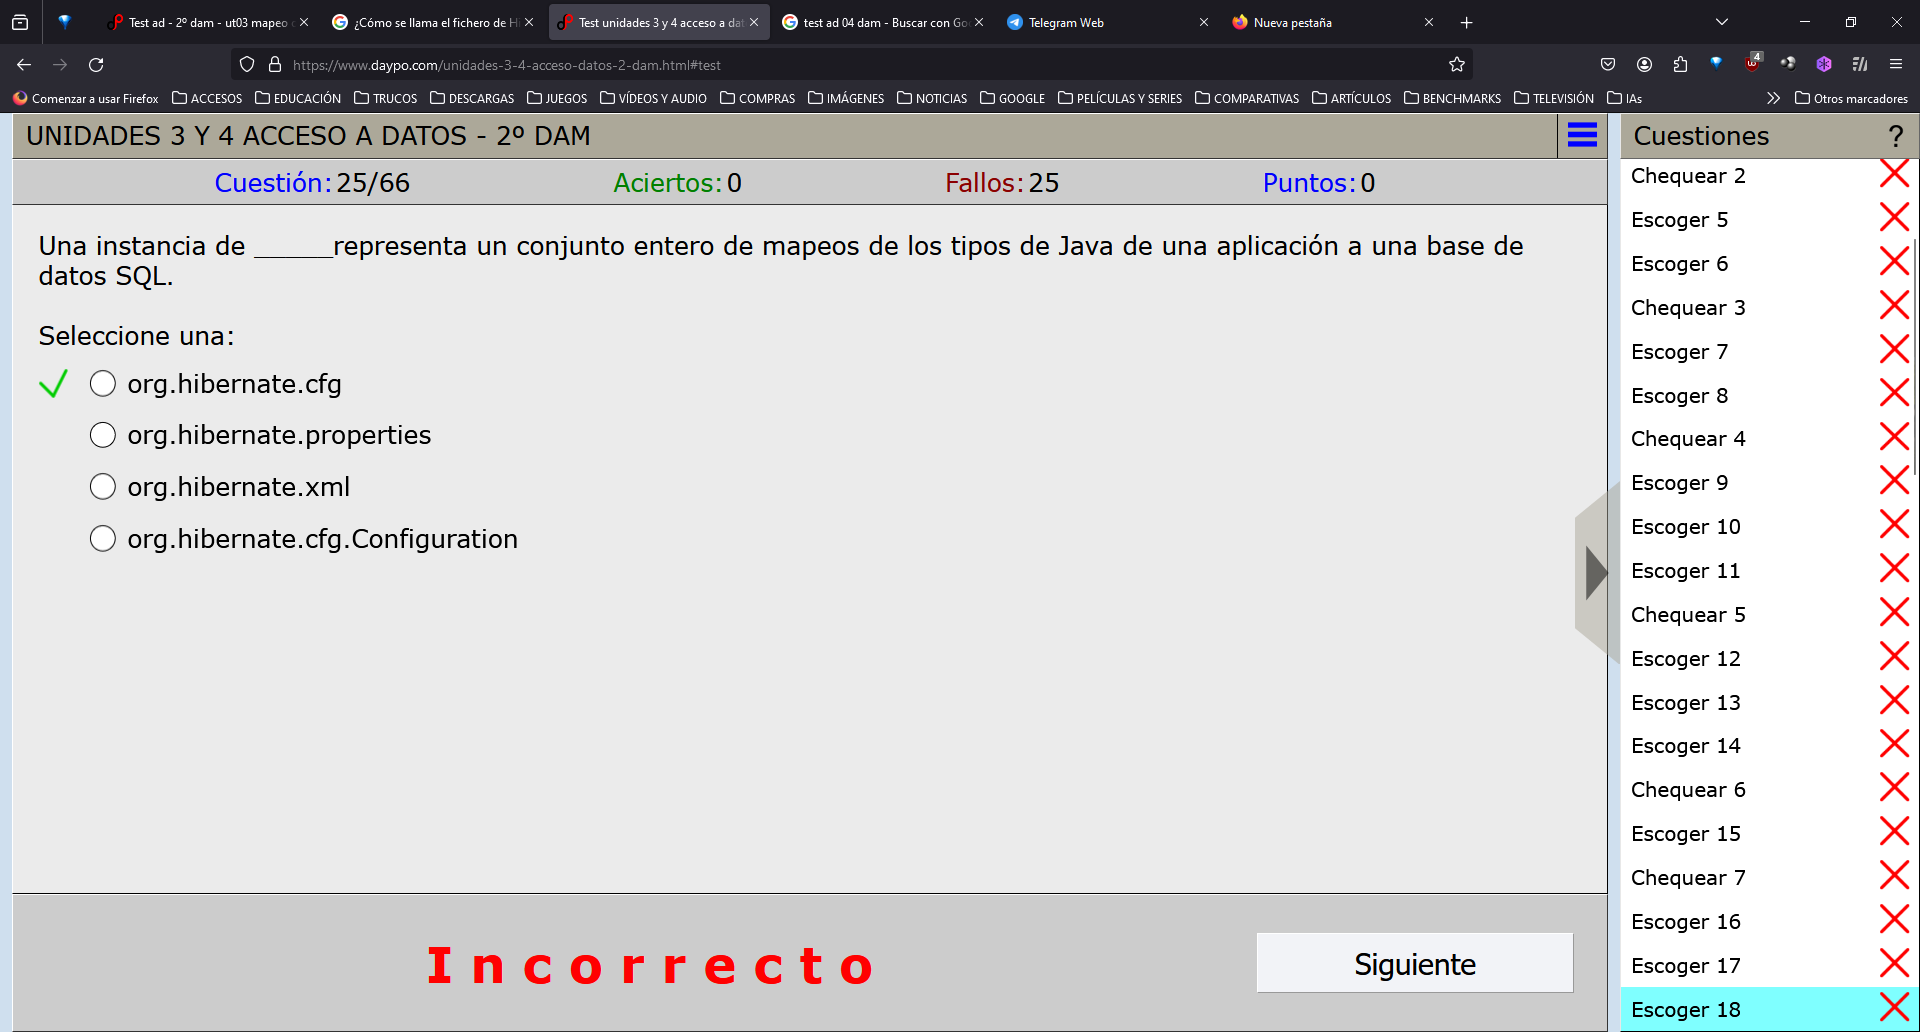 Test ad - 2º dam - ut03 mapeo
¿Cómo se llama el fichero de Hi
Test unidades 3 y 4 acceso a dat
test ad 04 dam - Buscar con Go
Telegram Web
Nueva pestaña
https://www.daypo.com/unidades-3-4-acceso-datos-2-dam.html#test
4
Comenzar a usar Firefox
ACCESOS
EDUCACIÓN
TRUCOS
DESCARGAS
JUEGOS
VÍDEOS Y AUDIO
COMPRAS
IMÁGENES
NOTICIAS
GOOGLE
PELÍCULAS Y SERIES
COMPARATIVAS
ARTÍCULOS
BENCHMARKS
TELEVISIÓN
IAs
Otros marcadores
UNIDADES 3 Y 4 ACCESO A DATOS - 2º DAM
Cuestión: 25/66
Aciertos: 0
Fallos: 25
Puntos: 0
Una instancia de ______representa un conjunto entero de mapeos de los tipos de Java de una aplicación a una base de
datos SQL.
Seleccione una:
org.hibernate.cfg
org.hibernate.properties
org.hibernate.xml
org.hibernate.cfg.Configuration
Incorrecto
Siguiente
Cuestiones ?
Chequear 2
Escoger 5
Escoger 6
Chequear 3
Escoger 7
Escoger 8
Chequear 4
Escoger 9
Escoger 10
Escoger 11
Chequear 5
Escoger 12
Escoger 13
Escoger 14
Chequear 6
Escoger 15
Chequear 7
Escoger 16
Escoger 17
Escoger 18